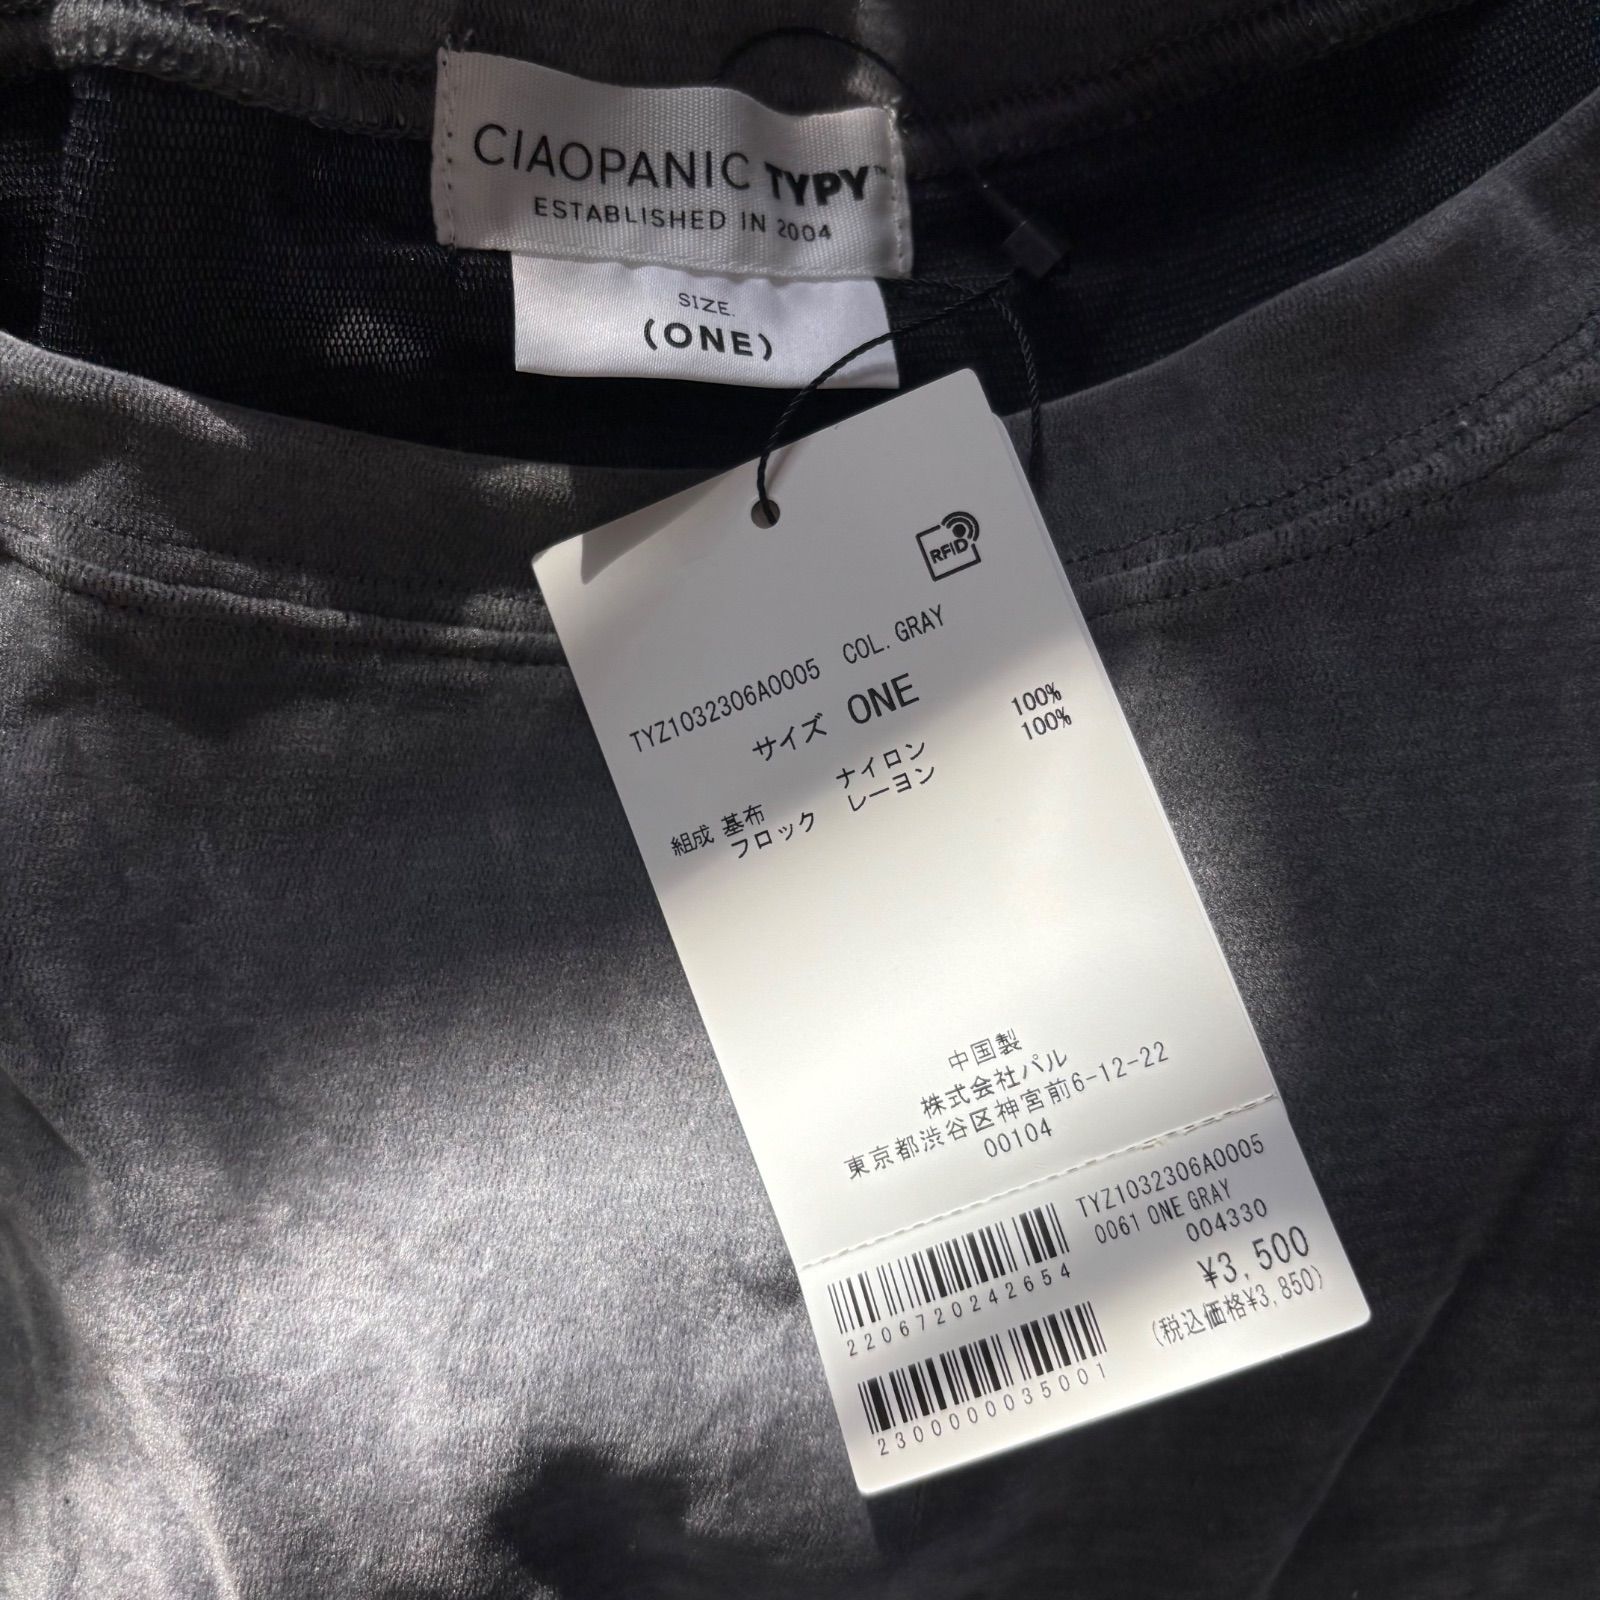 CIAOPANIC TYPY™
ESTABLISHED IN 2004
SIZE.
(ONE)
RFID
TYZ1032306A0005 COL.GRAY
サイズ ONE
組成 基布 ナイロン 100%
フロック レーヨン 100%
中国製
株式会社パル
東京都渋谷区神宮前6-12-22
00104
TYZ1032306A0005
0061 ONE GRAY
004330
2206720242654
¥3,500
(税込価格¥3,850)
2300000035001